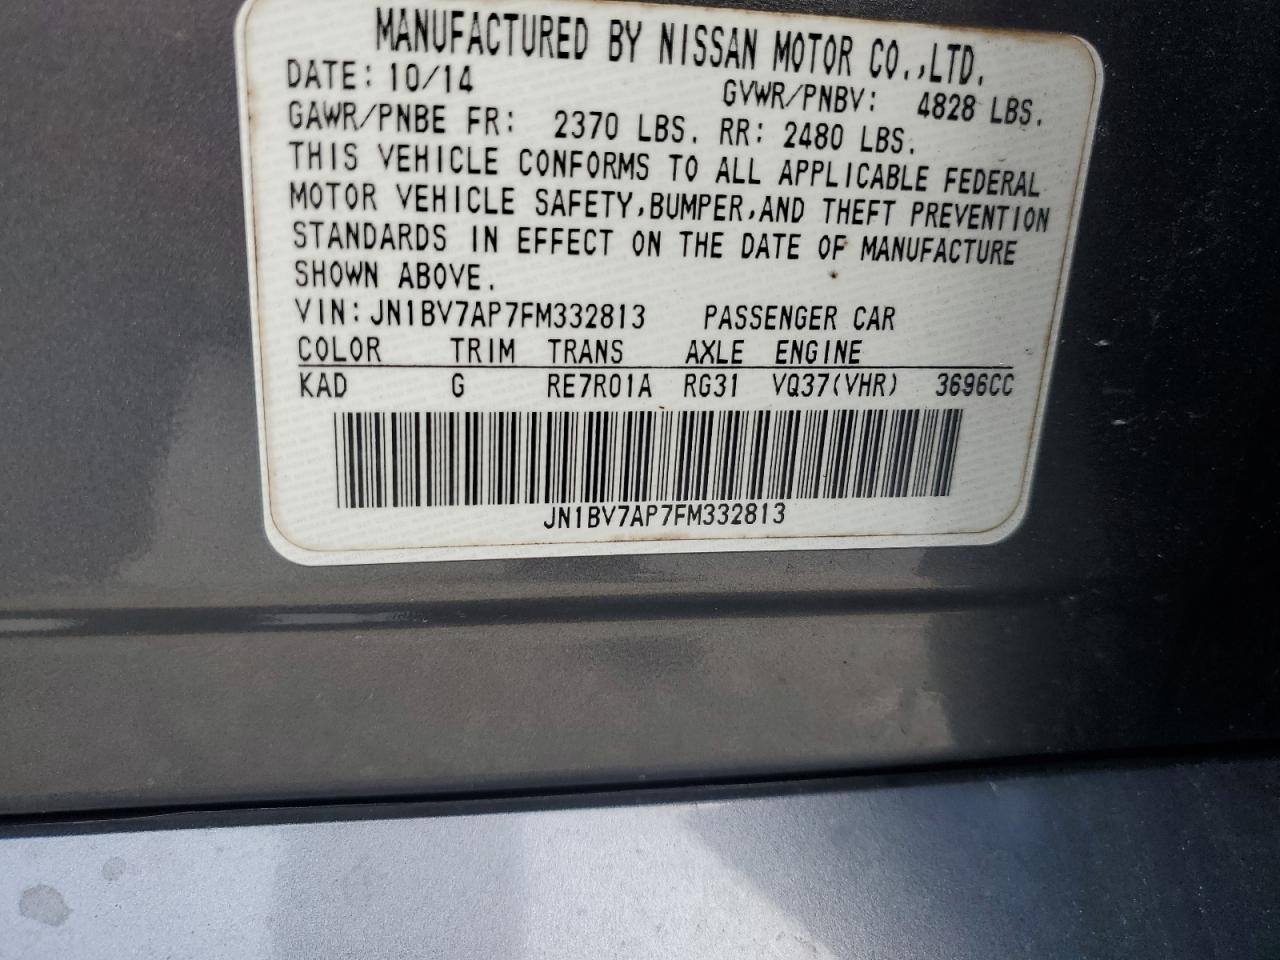 MANUFACTURED BY NISSAN MOTOR CO.,LTD.
DATE: 10/14 GVWR/PNBV: 4828 LBS.
GAWR/PNBE FR: 2370 LBS. RR: 2480 LBS.
THIS VEHICLE CONFORMS TO ALL APPLICABLE FEDERAL
MOTOR VEHICLE SAFETY,BUMPER,AND THEFT PREVENTION
STANDARDS IN EFFECT ON THE DATE OF MANUFACTURE
SHOWN ABOVE.
VIN:JN1BV7AP7FM332813 PASSENGER CAR
COLOR TRIM TRANS AXLE ENGINE
KAD G RE7R01A RG31 VQ37(VHR) 3696CC
JN1BV7AP7FM332813